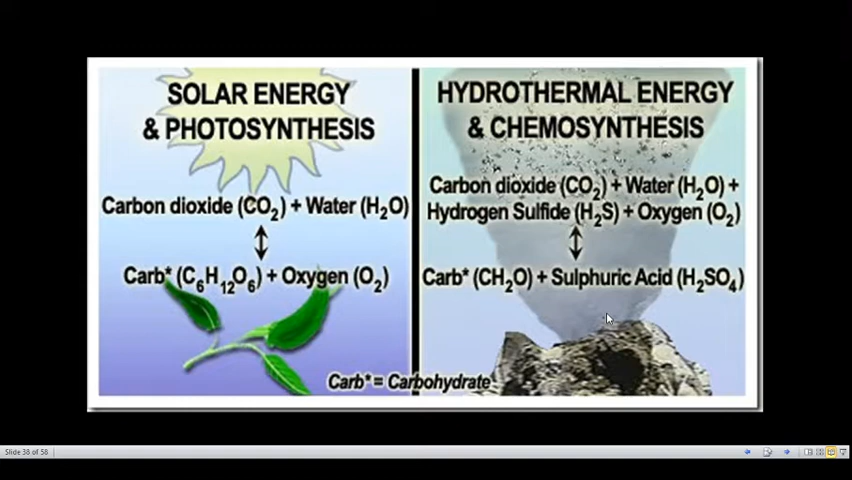 SOLAR ENERGY
& PHOTOSYNTHESIS
Carbon dioxide (CO₂) + Water (H₂O)
Carb* (C₆H₁₂O₆) + Oxygen (O₂)
HYDROTHERMAL ENERGY
& CHEMOSYNTHESIS
Carbon dioxide (CO₂) + Water (H₂O) +
Hydrogen Sulfide (H₂S) + Oxygen (O₂)
Carb* (CH₂O) + Sulphuric Acid (H₂SO₄)
Carb* = Carbohydrate
Slide 38 of 58